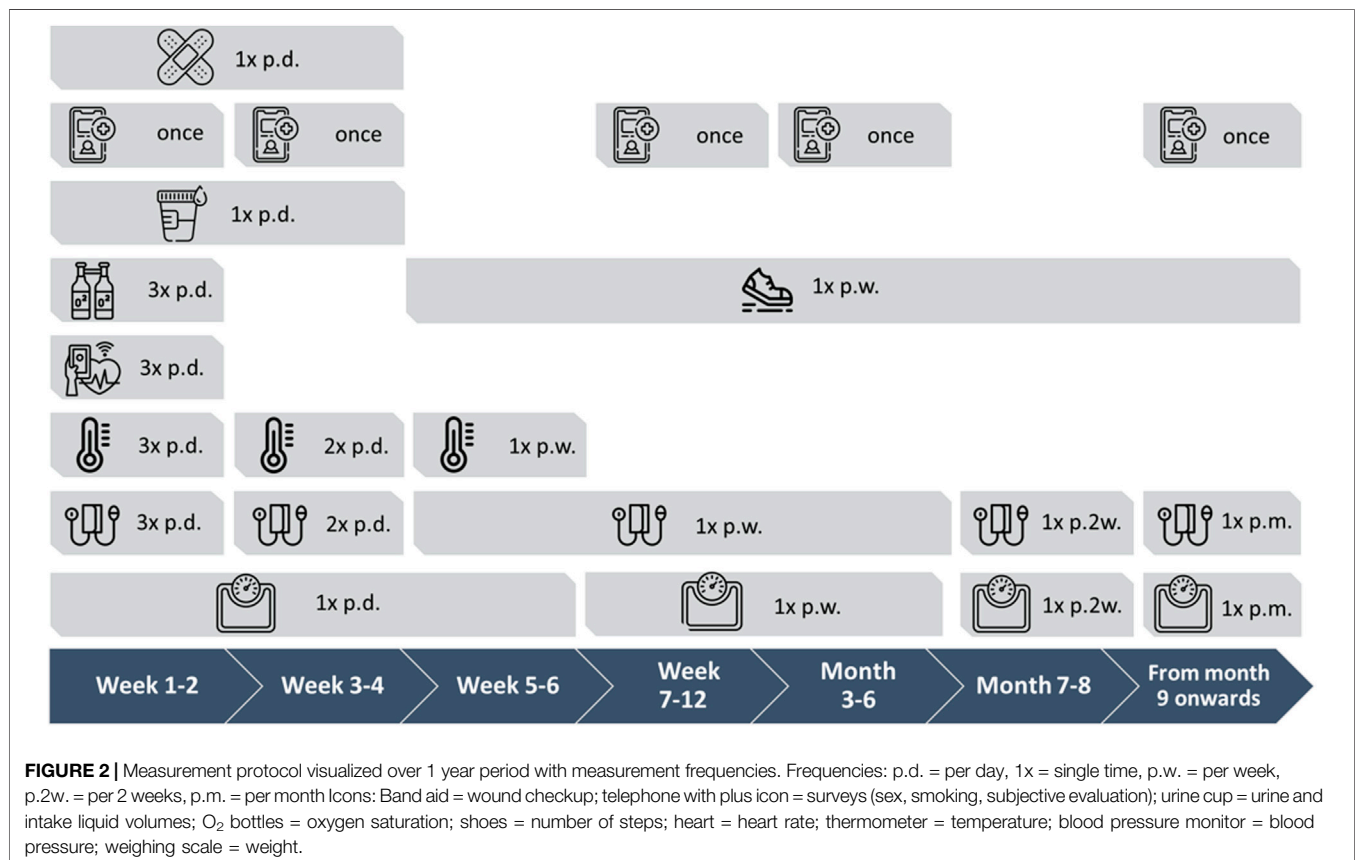 1x p.d.
once once once once once
1x p.d.
O² O² 3x p.d. 1x p.w.
3x p.d.
3x p.d. 2x p.d. 1x p.w.
3x p.d. 2x p.d. 1x p.w. 1x p.2w. 1x p.m.
1x p.d. 1x p.w. 1x p.2w. 1x p.m.
Week 1-2 Week 3-4 Week 5-6 Week 7-12 Month 3-6 Month 7-8 From month 9 onwards
FIGURE 2 | Measurement protocol visualized over 1 year period with measurement frequencies. Frequencies: p.d. = per day, 1x = single time, p.w. = per week,
p.2w. = per 2 weeks, p.m. = per month Icons: Band aid = wound checkup; telephone with plus icon = surveys (sex, smoking, subjective evaluation); urine cup = urine and
intake liquid volumes; O₂ bottles = oxygen saturation; shoes = number of steps; heart = heart rate; thermometer = temperature; blood pressure monitor = blood
pressure; weighing scale = weight.